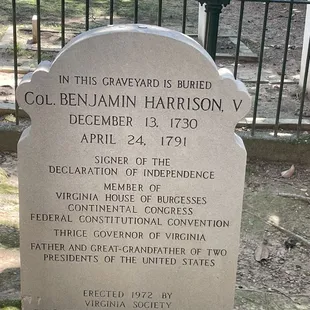 IN THIS GRAVEYARD IS BURIED
COL. BENJAMIN HARRISON, V
DECEMBER 13, 1730
APRIL 24, 1791
SIGNER OF THE
DECLARATION OF INDEPENDENCE
MEMBER OF
VIRGINIA HOUSE OF BURGESSES
CONTINENTAL CONGRESS
FEDERAL CONSTITUTIONAL CONVENTION
THRICE GOVERNOR OF VIRGINIA
FATHER AND GREAT-GRANDFATHER OF TWO
PRESIDENTS OF THE UNITED STATES
ERECTED 1972 BY
VIRGINIA SOCIETY